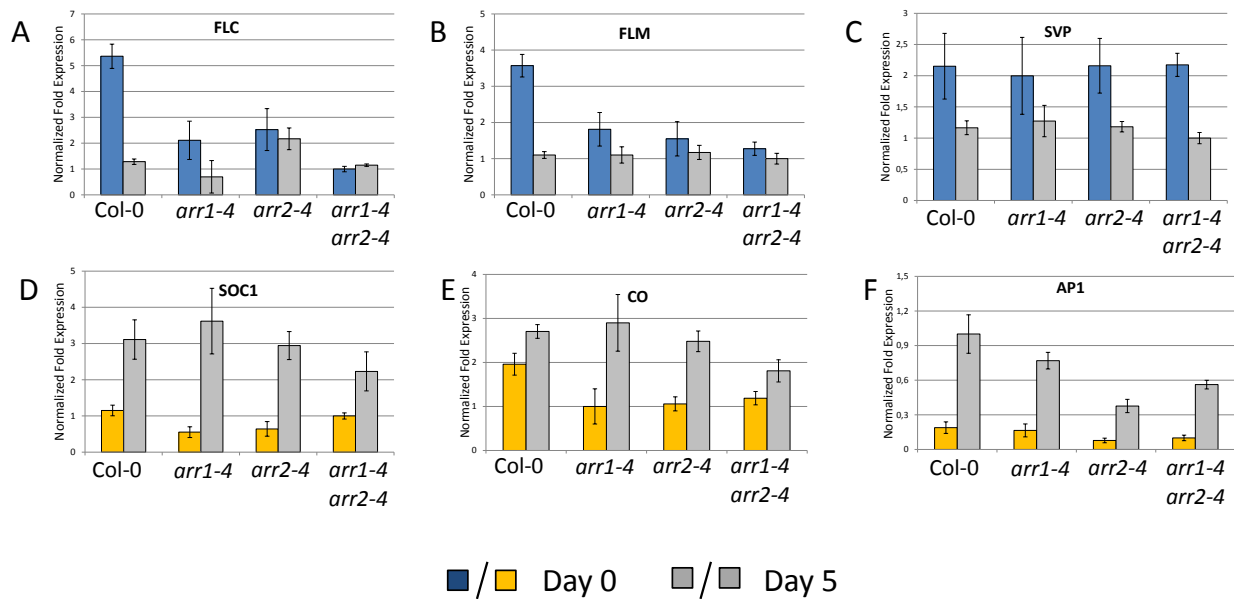 A
FLC
Normalized Fold Expression
7
6
5
4
3
2
1
0
Col-0 arr1-4 arr2-4 arr1-4
arr2-4
B
FLM
Normalized Fold Expression
5
4
3
2
1
0
Col-0 arr1-4 arr2-4 arr1-4
arr2-4
C
SVP
Normalized Fold Expression
3
2,5
2
1,5
1
0,5
0
Col-0 arr1-4 arr2-4 arr1-4
arr2-4
D
SOC1
Normalized Fold Expression
5
4
3
2
1
0
Col-0 arr1-4 arr2-4 arr1-4
arr2-4
E
CO
Normalized Fold Expression
4
3
2
1
0
Col-0 arr1-4 arr2-4 arr1-4
arr2-4
F
AP1
Normalized Fold Expression
1,5
1,2
0,9
0,6
0,3
0
Col-0 arr1-4 arr2-4 arr1-4
arr2-4
/ Day 0 / Day 5